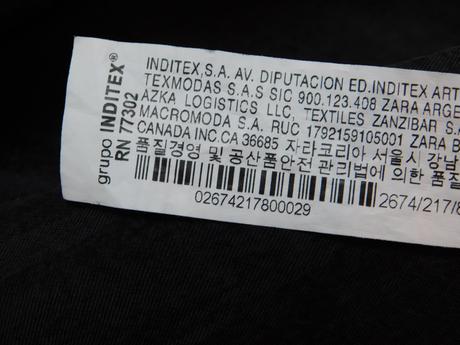 grupo INDITEX®
RN 77302
INDITEX,S.A. AV. DIPUTACION ED.INDITEX ART
TEXMODAS S.A.S SIC 900.123.408 ZARA ARGE
AZKA LOGISTICS LLC, TEXTILES ZANZIBAR S.
MACROMODA S.A. RUC 1792159105001 ZARA B
CANADA INC.CA 36685 자라코리아 서울시 강남
품질경영 및 공산품안전 관리법에 의한 품질
02674217800029
2674/217/8